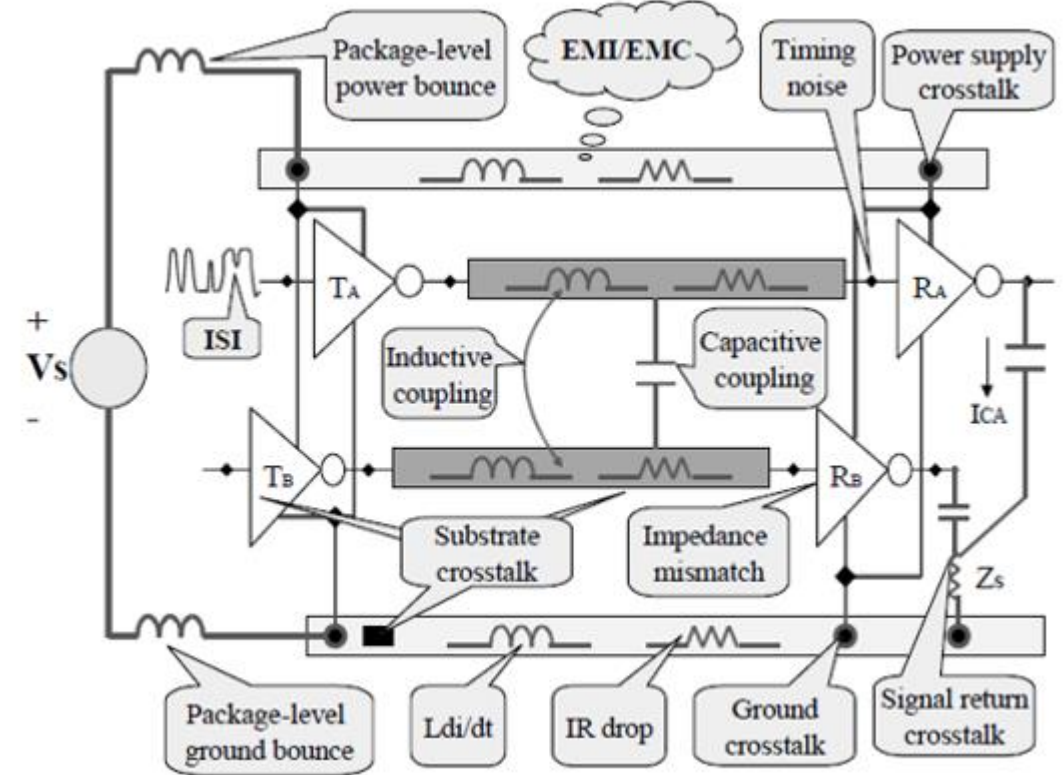 Package-level
power bounce
EMI/EMC
Timing
noise
Power supply
crosstalk
TA
RA
ISI
+
Vs
-
Inductive
coupling
Capacitive
coupling
ICA
TB
RB
Substrate
crosstalk
Impedance
mismatch
Zs
Package-level
ground bounce
Ldi/dt
IR drop
Ground
crosstalk
Signal return
crosstalk